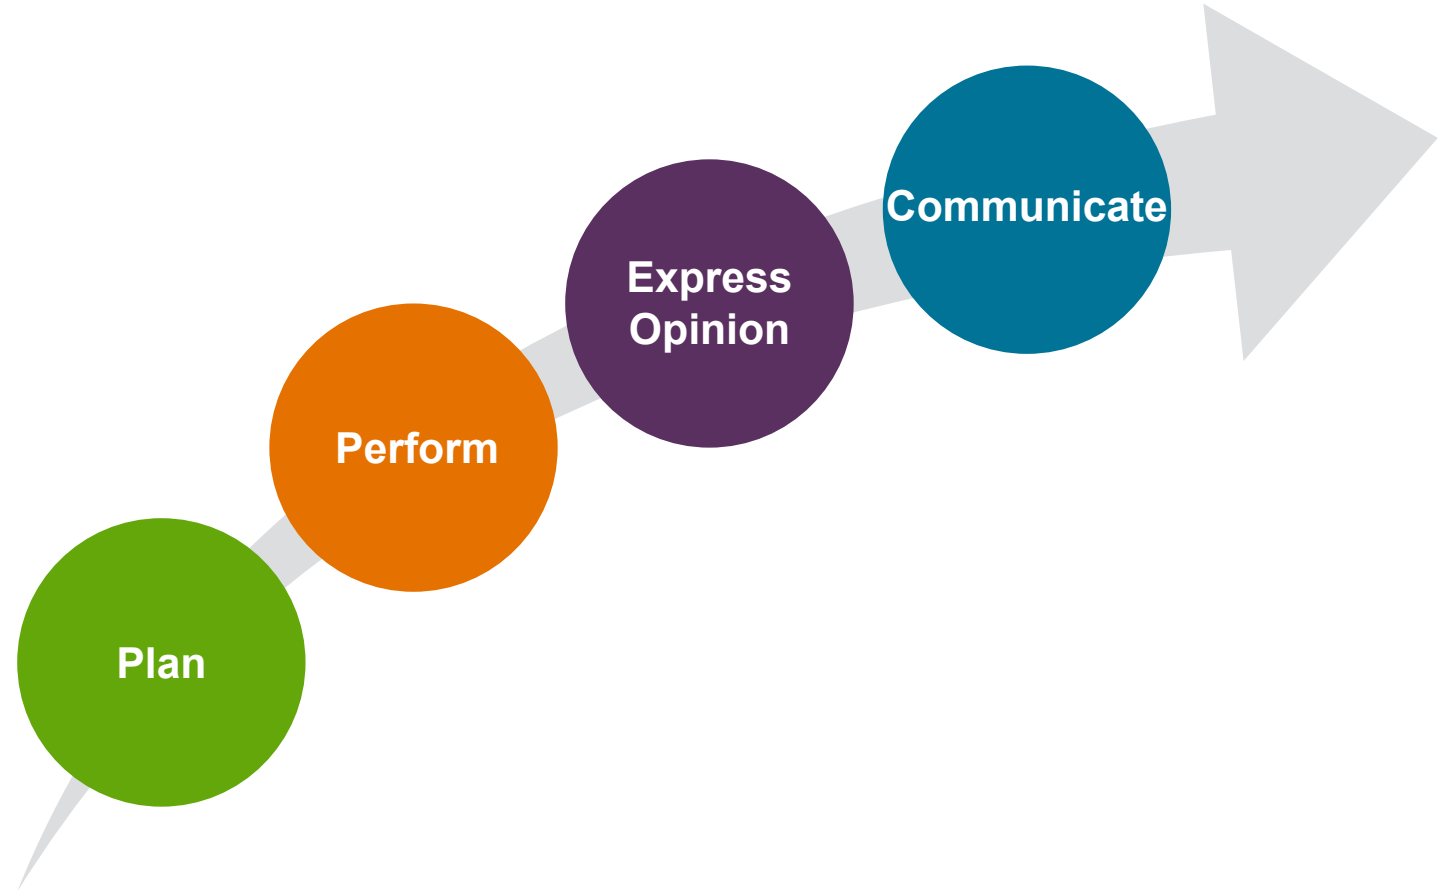 Plan
Perform
Express
Opinion
Communicate